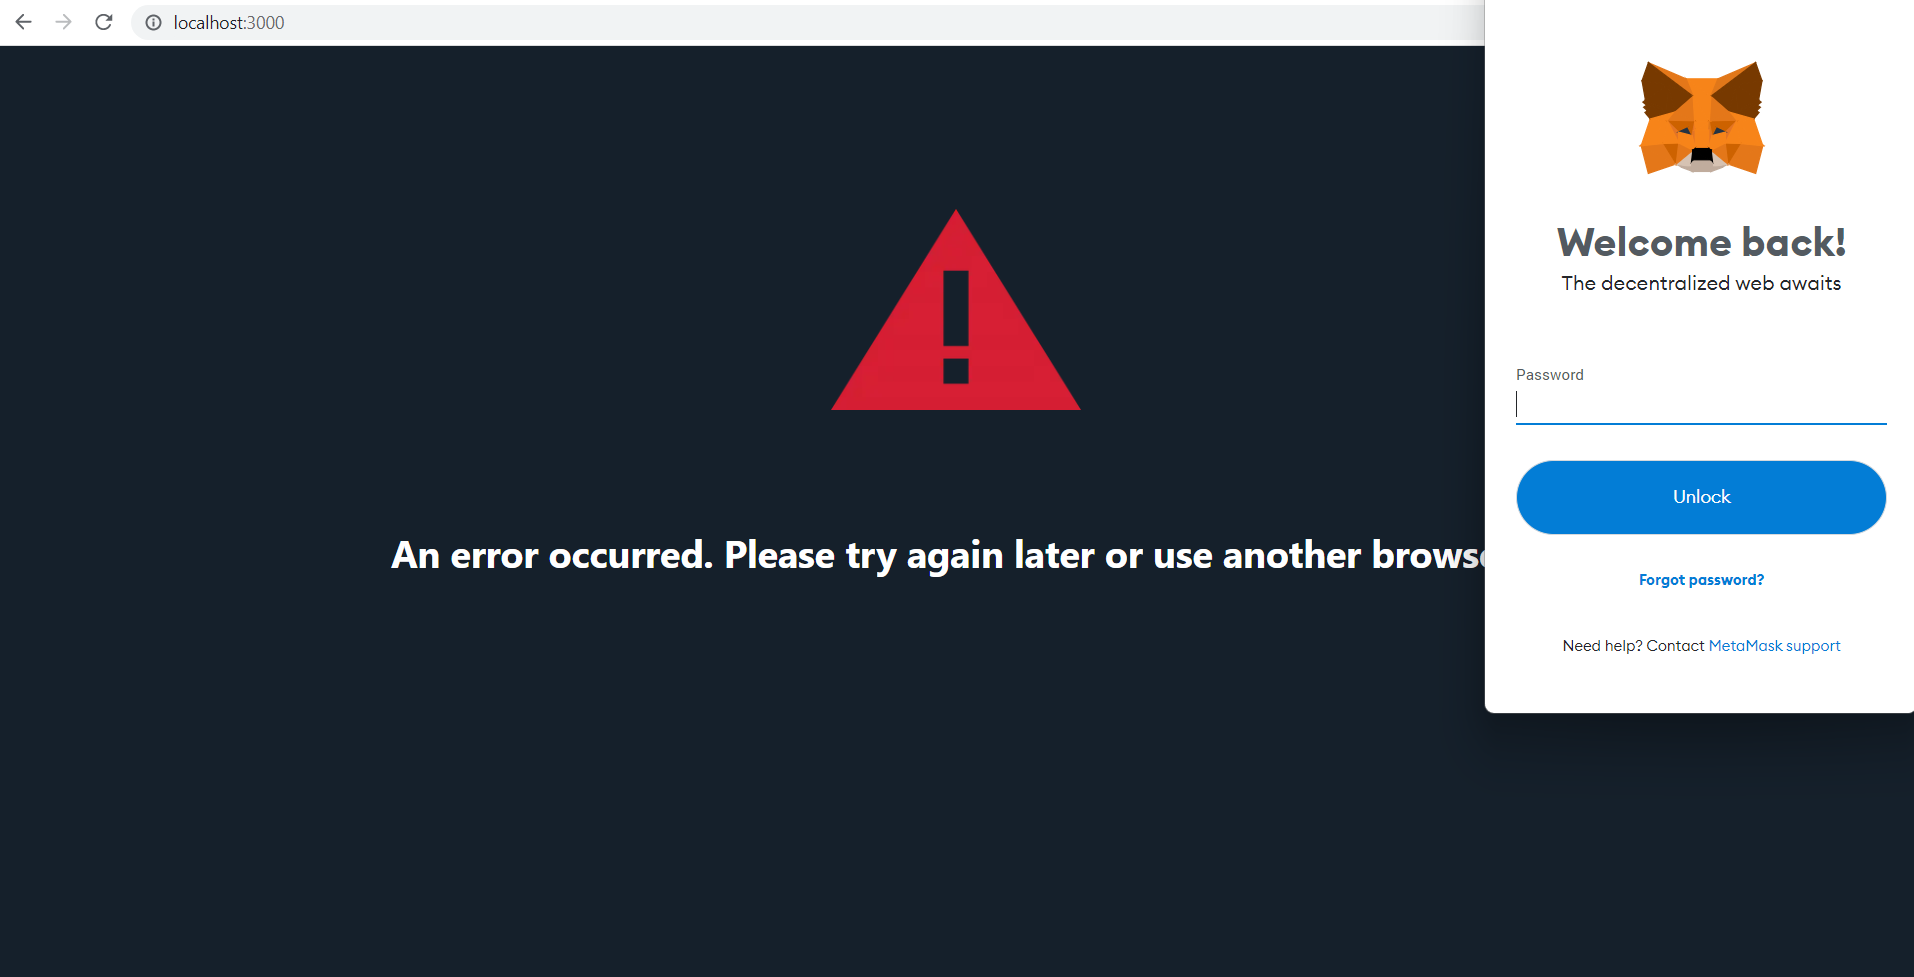 localhost:3000
An error occurred. Please try again later or use another
Welcome back!
The decentralized web awaits
Password
Unlock
Forgot password?
Need help? Contact MetaMask support